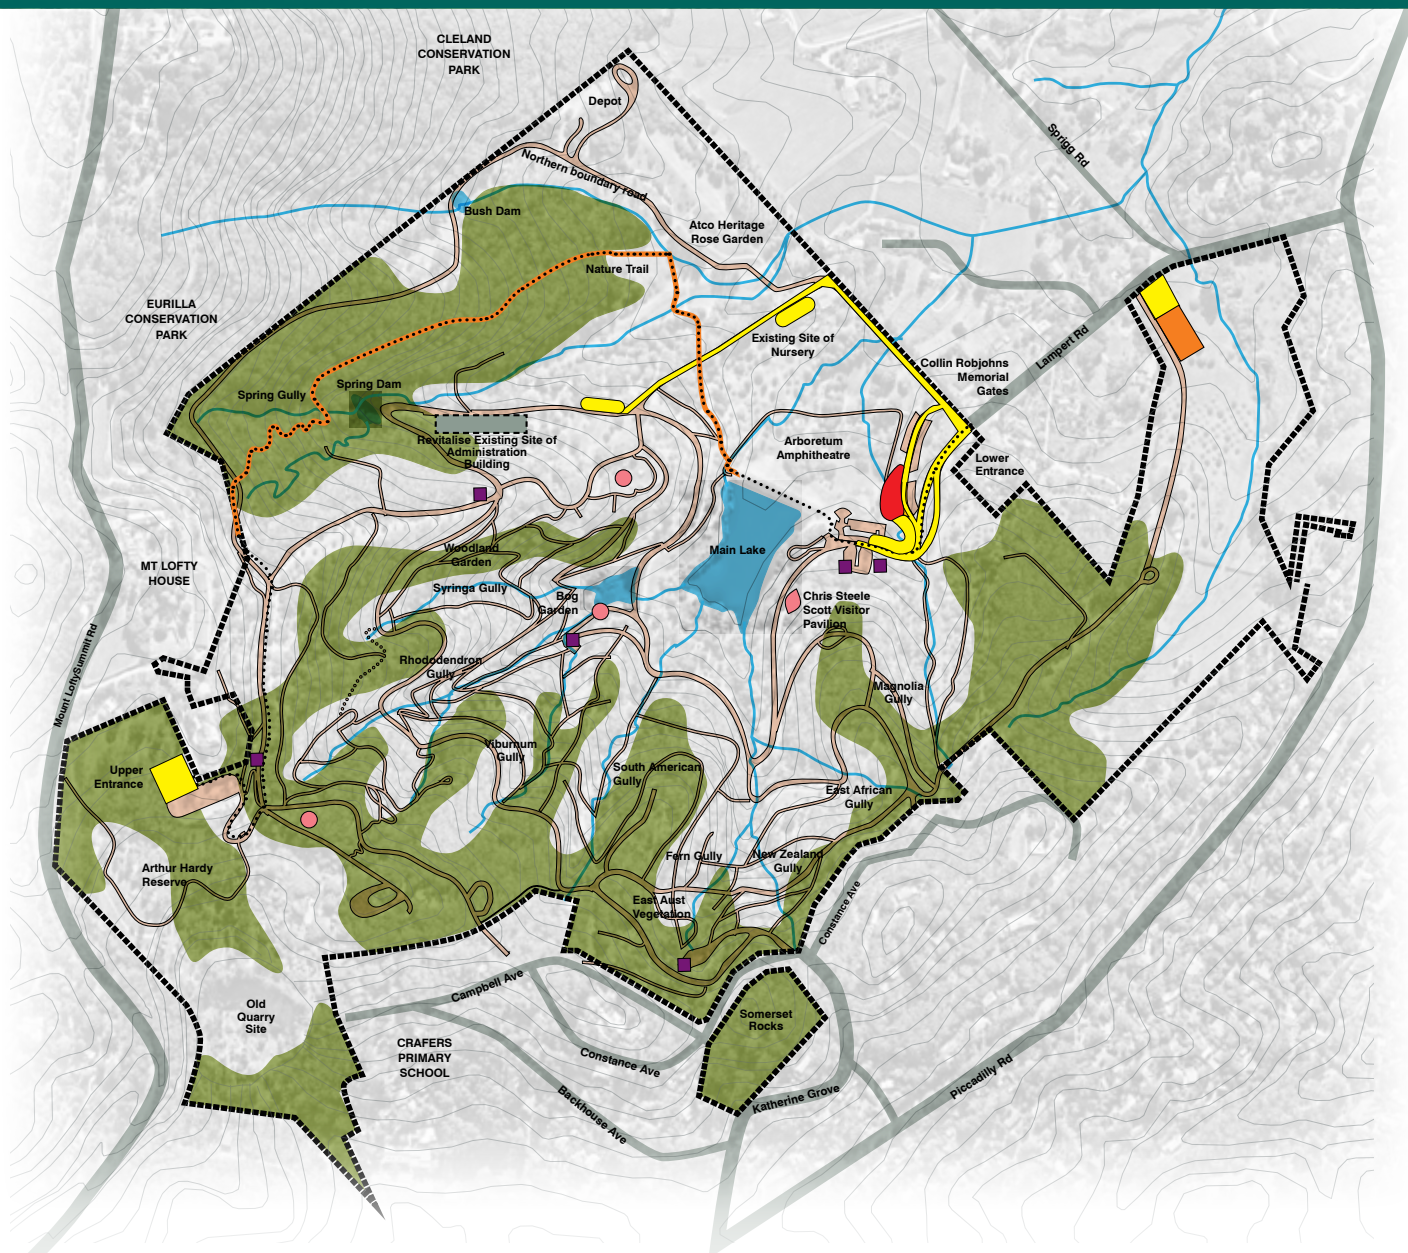 CLELAND
CONSERVATION
PARK
Depot
Northern boundary road
Sprigg Rd
Bush Dam
Atco Heritage
Rose Garden
Nature Trail
EURILLA
CONSERVATION
PARK
Existing Site of
Nursery
Lampert Rd
Collin Robjohns
Memorial
Gates
Spring Gully
Spring Dam
Revitalise Existing Site of
Administration
Building
Arboretum
Amphitheatre
Lower
Entrance
Woodland
Garden
Main Lake
MT LOFTY
HOUSE
Syringa Gully
Bog
Garden
Chris Steele
Scott Visitor
Pavilion
Mount LoftySummit Rd
Rhododendron
Gully
Magnolia
Gully
Viburnum
Gully
Upper
Entrance
South American
Gully
East African
Gully
Arthur Hardy
Reserve
Fern Gully
New Zealand
Gully
East Aust
Vegetation
Constance Ave
Campbell Ave
Old
Quarry
Site
Somerset
Rocks
CRAFERS
PRIMARY
SCHOOL
Constance Ave
Piccadilly Rd
Katherine Grove
Backhouse Ave